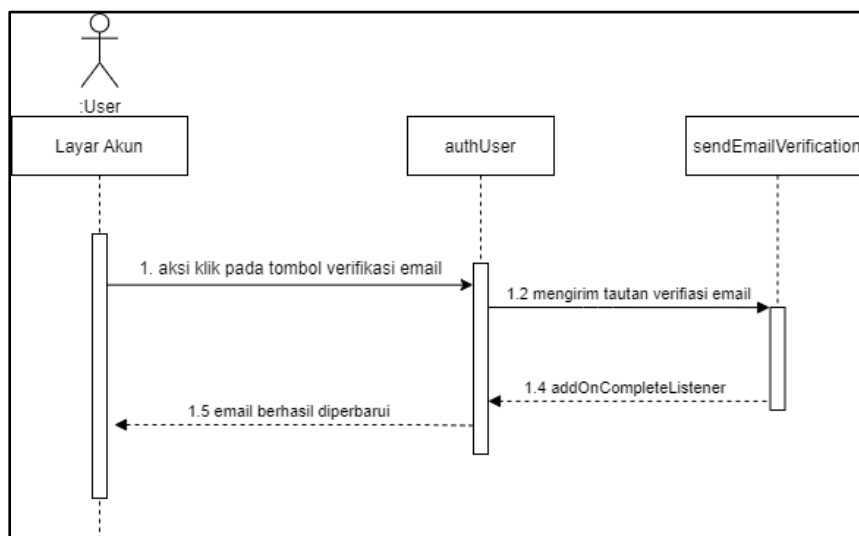 :User
Layar Akun
authUser
sendEmailVerification
1. aksi klik pada tombol verifikasi email
1.2 mengirim tautan verifiasi email
1.4 addOnCompleteListener
1.5 email berhasil diperbarui